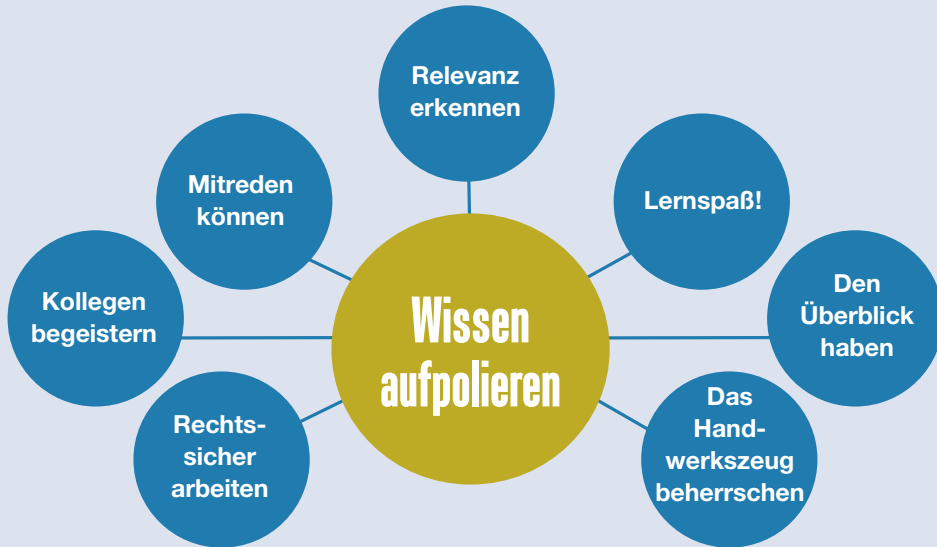 Relevanz
erkennen
Mitreden
können
Lernspaß!
Kollegen
begeistern
Den
Überblick
haben
Wissen
aufpolieren
Rechts-
sicher
arbeiten
Das
Hand-
werkszeug
beherrschen